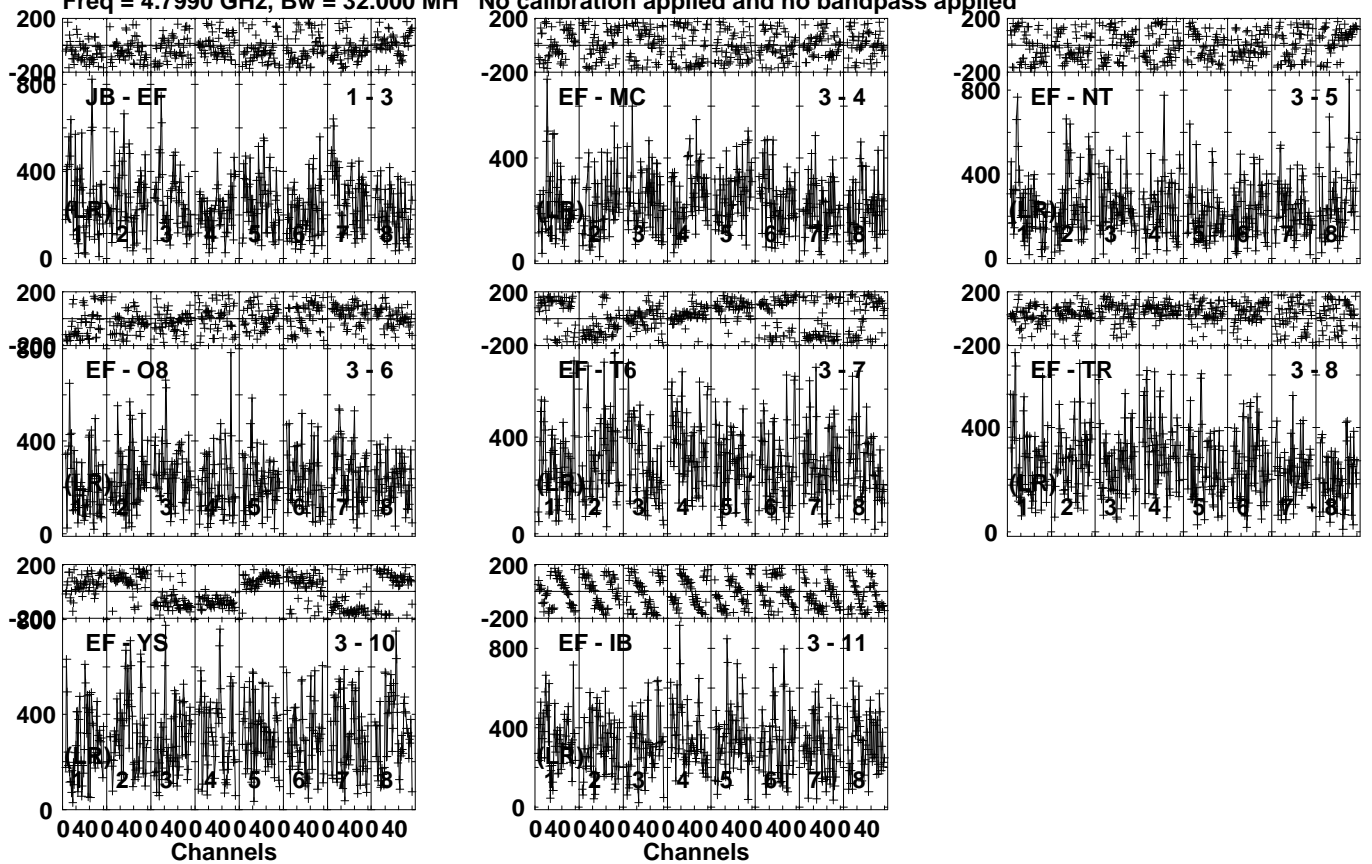 Freq = 4.7990 GHz, Bw = 32.000 MH No calibration applied and no bandpass applied
200 200 200
-200 -200 -200
800 800 800
JB - EF 1 - 3 EF - MC 3 - 4 EF - NT 3 - 5
400 400 400
(LR) (LR) (LR)
1 2 3 4 5 6 7 8 1 2 3 4 5 6 7 8 1 2 3 4 5 6 7 8
0 0 0
200 200 200
-200 -200 -200
800
EF - O8 3 - 6 EF - T6 3 - 7 EF - TR 3 - 8
400 400 400
(LR) (LR) (LR)
1 2 3 4 5 6 7 8 1 2 3 4 5 6 7 8 1 2 3 4 5 6 7 8
0 0 0
200 200
-200 -200
800
EF - YS 3 - 10 EF - IB 3 - 11
800
400 400
(LR) (LR)
1 2 3 4 5 6 7 8 1 2 3 4 5 6 7 8
0 0
0 40 0 40 0 40 0 40 0 40 0 40 0 40 0 40 0 40 0 40 0 40 0 40 0 40 0 40 0 40 0 40
Channels Channels